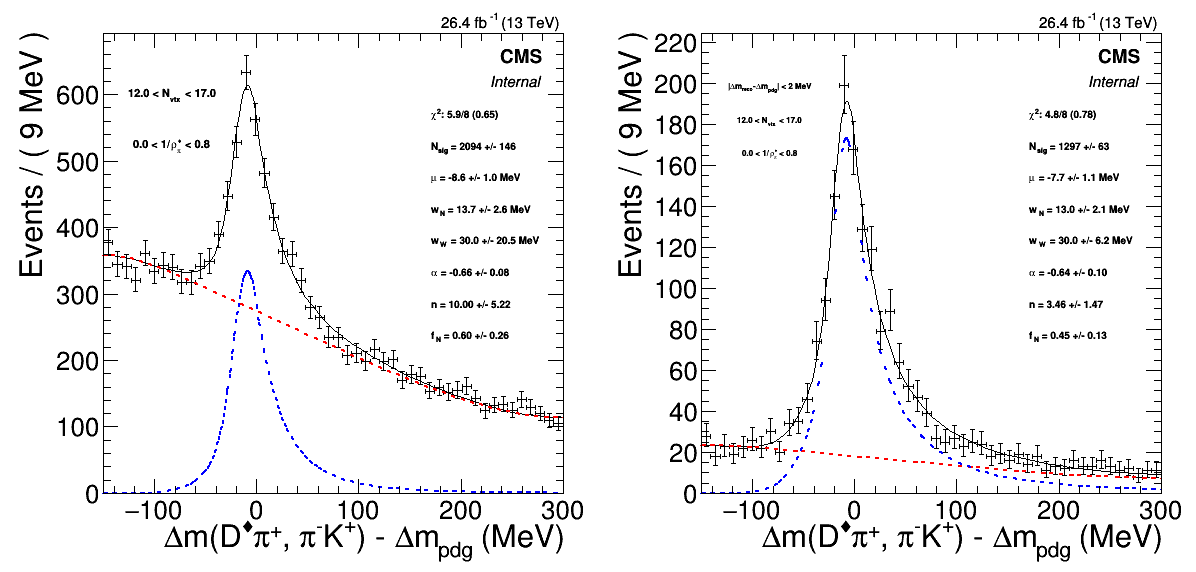 26.4 fb⁻¹ (13 TeV)
CMS
Internal
12.0 < N_vtx < 17.0
0.0 < 1/ρ_π^♦ < 0.8
χ²: 5.9/8 (0.65)
N_sig = 2094 +/- 146
μ = -8.6 +/- 1.0 MeV
w_N = 13.7 +/- 2.6 MeV
w_W = 30.0 +/- 20.5 MeV
α = -0.66 +/- 0.08
n = 10.00 +/- 5.22
f_N = 0.60 +/- 0.26
Events / ( 9 MeV )
600
500
400
300
200
100
0
−100 0 100 200 300
Δm(D^♦π⁺, π⁻K⁺) - Δm_pdg (MeV)
26.4 fb⁻¹ (13 TeV)
CMS
Internal
|Δm_reco-Δm_pdg| < 2 MeV
12.0 < N_vtx < 17.0
χ²: 4.8/8 (0.78)
N_sig = 1297 +/- 63
μ = -7.7 +/- 1.1 MeV
w_N = 13.0 +/- 2.1 MeV
w_W = 30.0 +/- 6.2 MeV
α = -0.64 +/- 0.10
n = 3.46 +/- 1.47
f_N = 0.45 +/- 0.13
0.0 < 1/ρ_π^♦ < 0.8
Events / ( 9 MeV )
220
200
180
160
140
120
100
80
60
40
20
0
−100 0 100 200 300
Δm(D^♦π⁺, π⁻K⁺) - Δm_pdg (MeV)